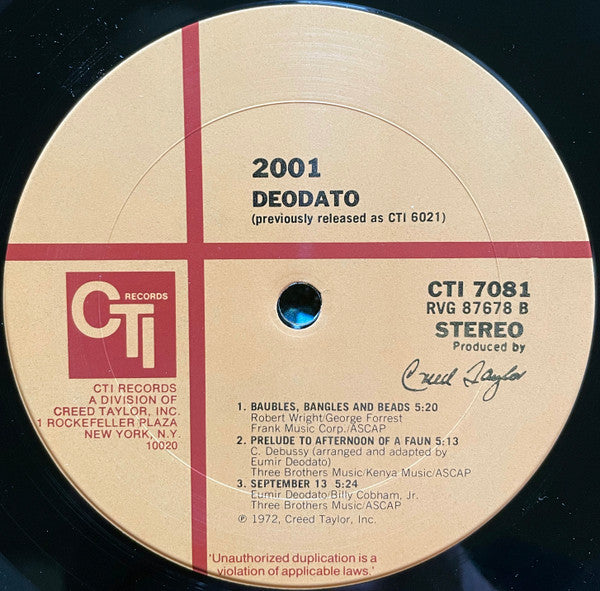 2001
DEODATO
(previously released as CTI 6021)
CTI RECORDS
CTI 7081
RVG 87678 B
STEREO
Produced by
Creed Taylor
CTI RECORDS
A DIVISION OF
CREED TAYLOR, INC.
1 ROCKEFELLER PLAZA
NEW YORK, N.Y.
10020
1. BAUBLES, BANGLES AND BEADS 5:20
Robert Wright/George Forrest
Frank Music Corp./ASCAP
2. PRELUDE TO AFTERNOON OF A FAUN 5:13
C. Debussy (arranged and adapted by
Eumir Deodato)
Three Brothers Music/Kenya Music/ASCAP
3. SEPTEMBER 13 5:24
Eumir Deodato/Billy Cobham, Jr.
Three Brothers Music/ASCAP
℗ 1972, Creed Taylor, Inc.
'Unauthorized duplication is a
violation of applicable laws.'